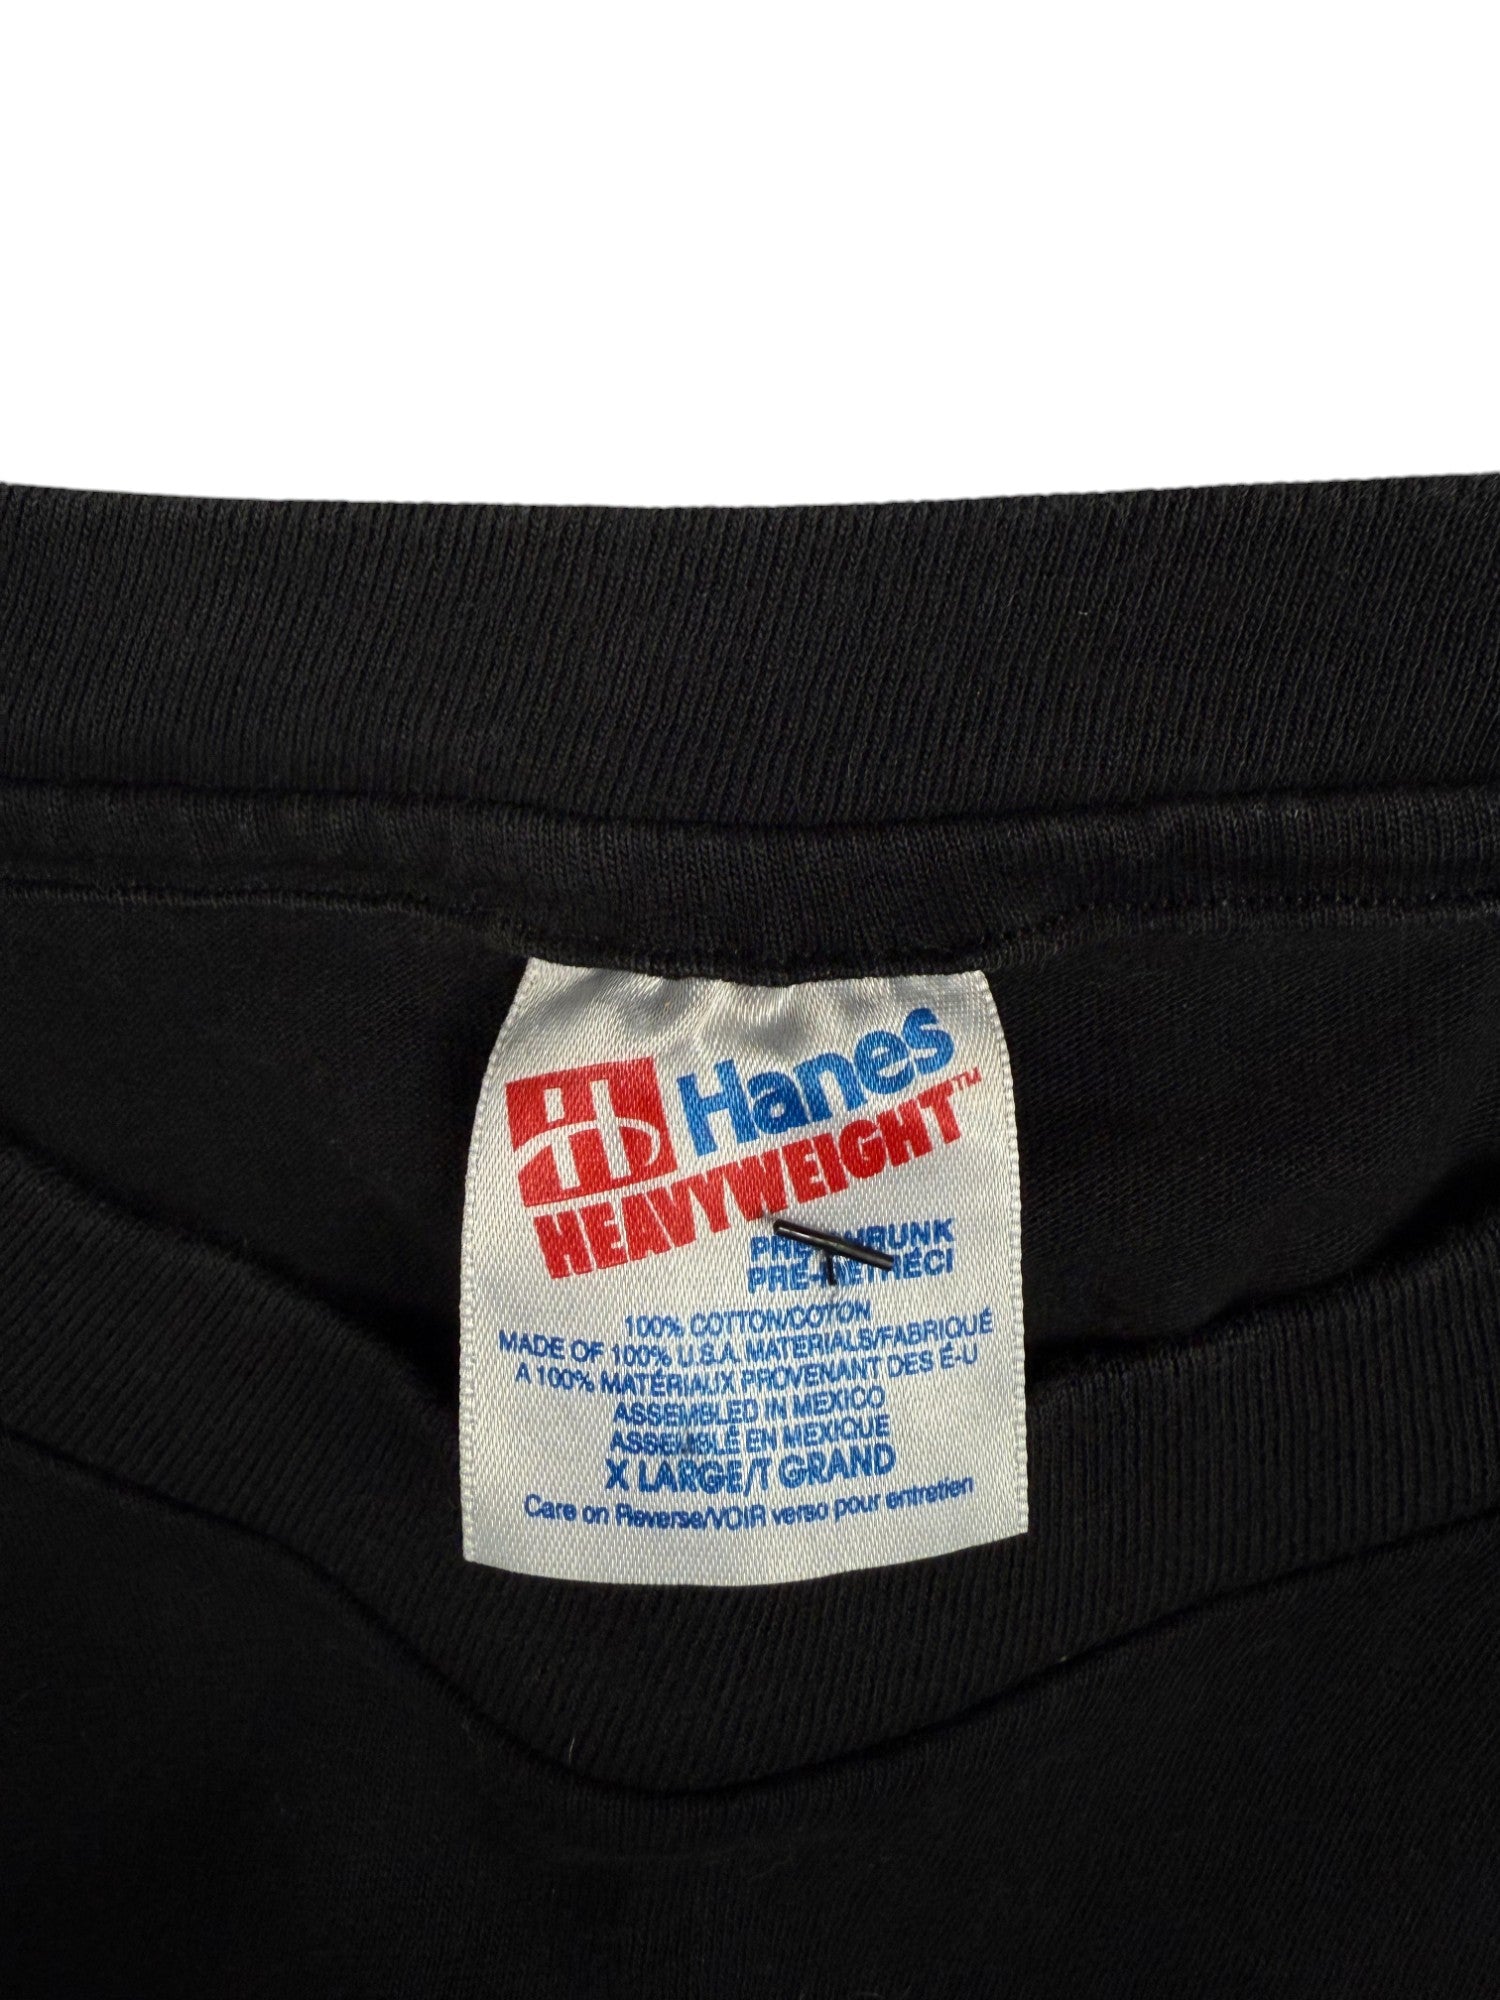 Hanes
HEAVYWEIGHT™
PRE-SHRUNK
PRÉ-RÉTRÉCI
100% COTTON/COTON
MADE OF 100% U.S.A. MATERIALS/FABRIQUÉ
A 100% MATÉRIAUX PROVENANT DES É-U
ASSEMBLED IN MEXICO
ASSEMBLÉ EN MEXIQUE
X LARGE/T GRAND
Care on Reverse/VOIR verso pour entretien